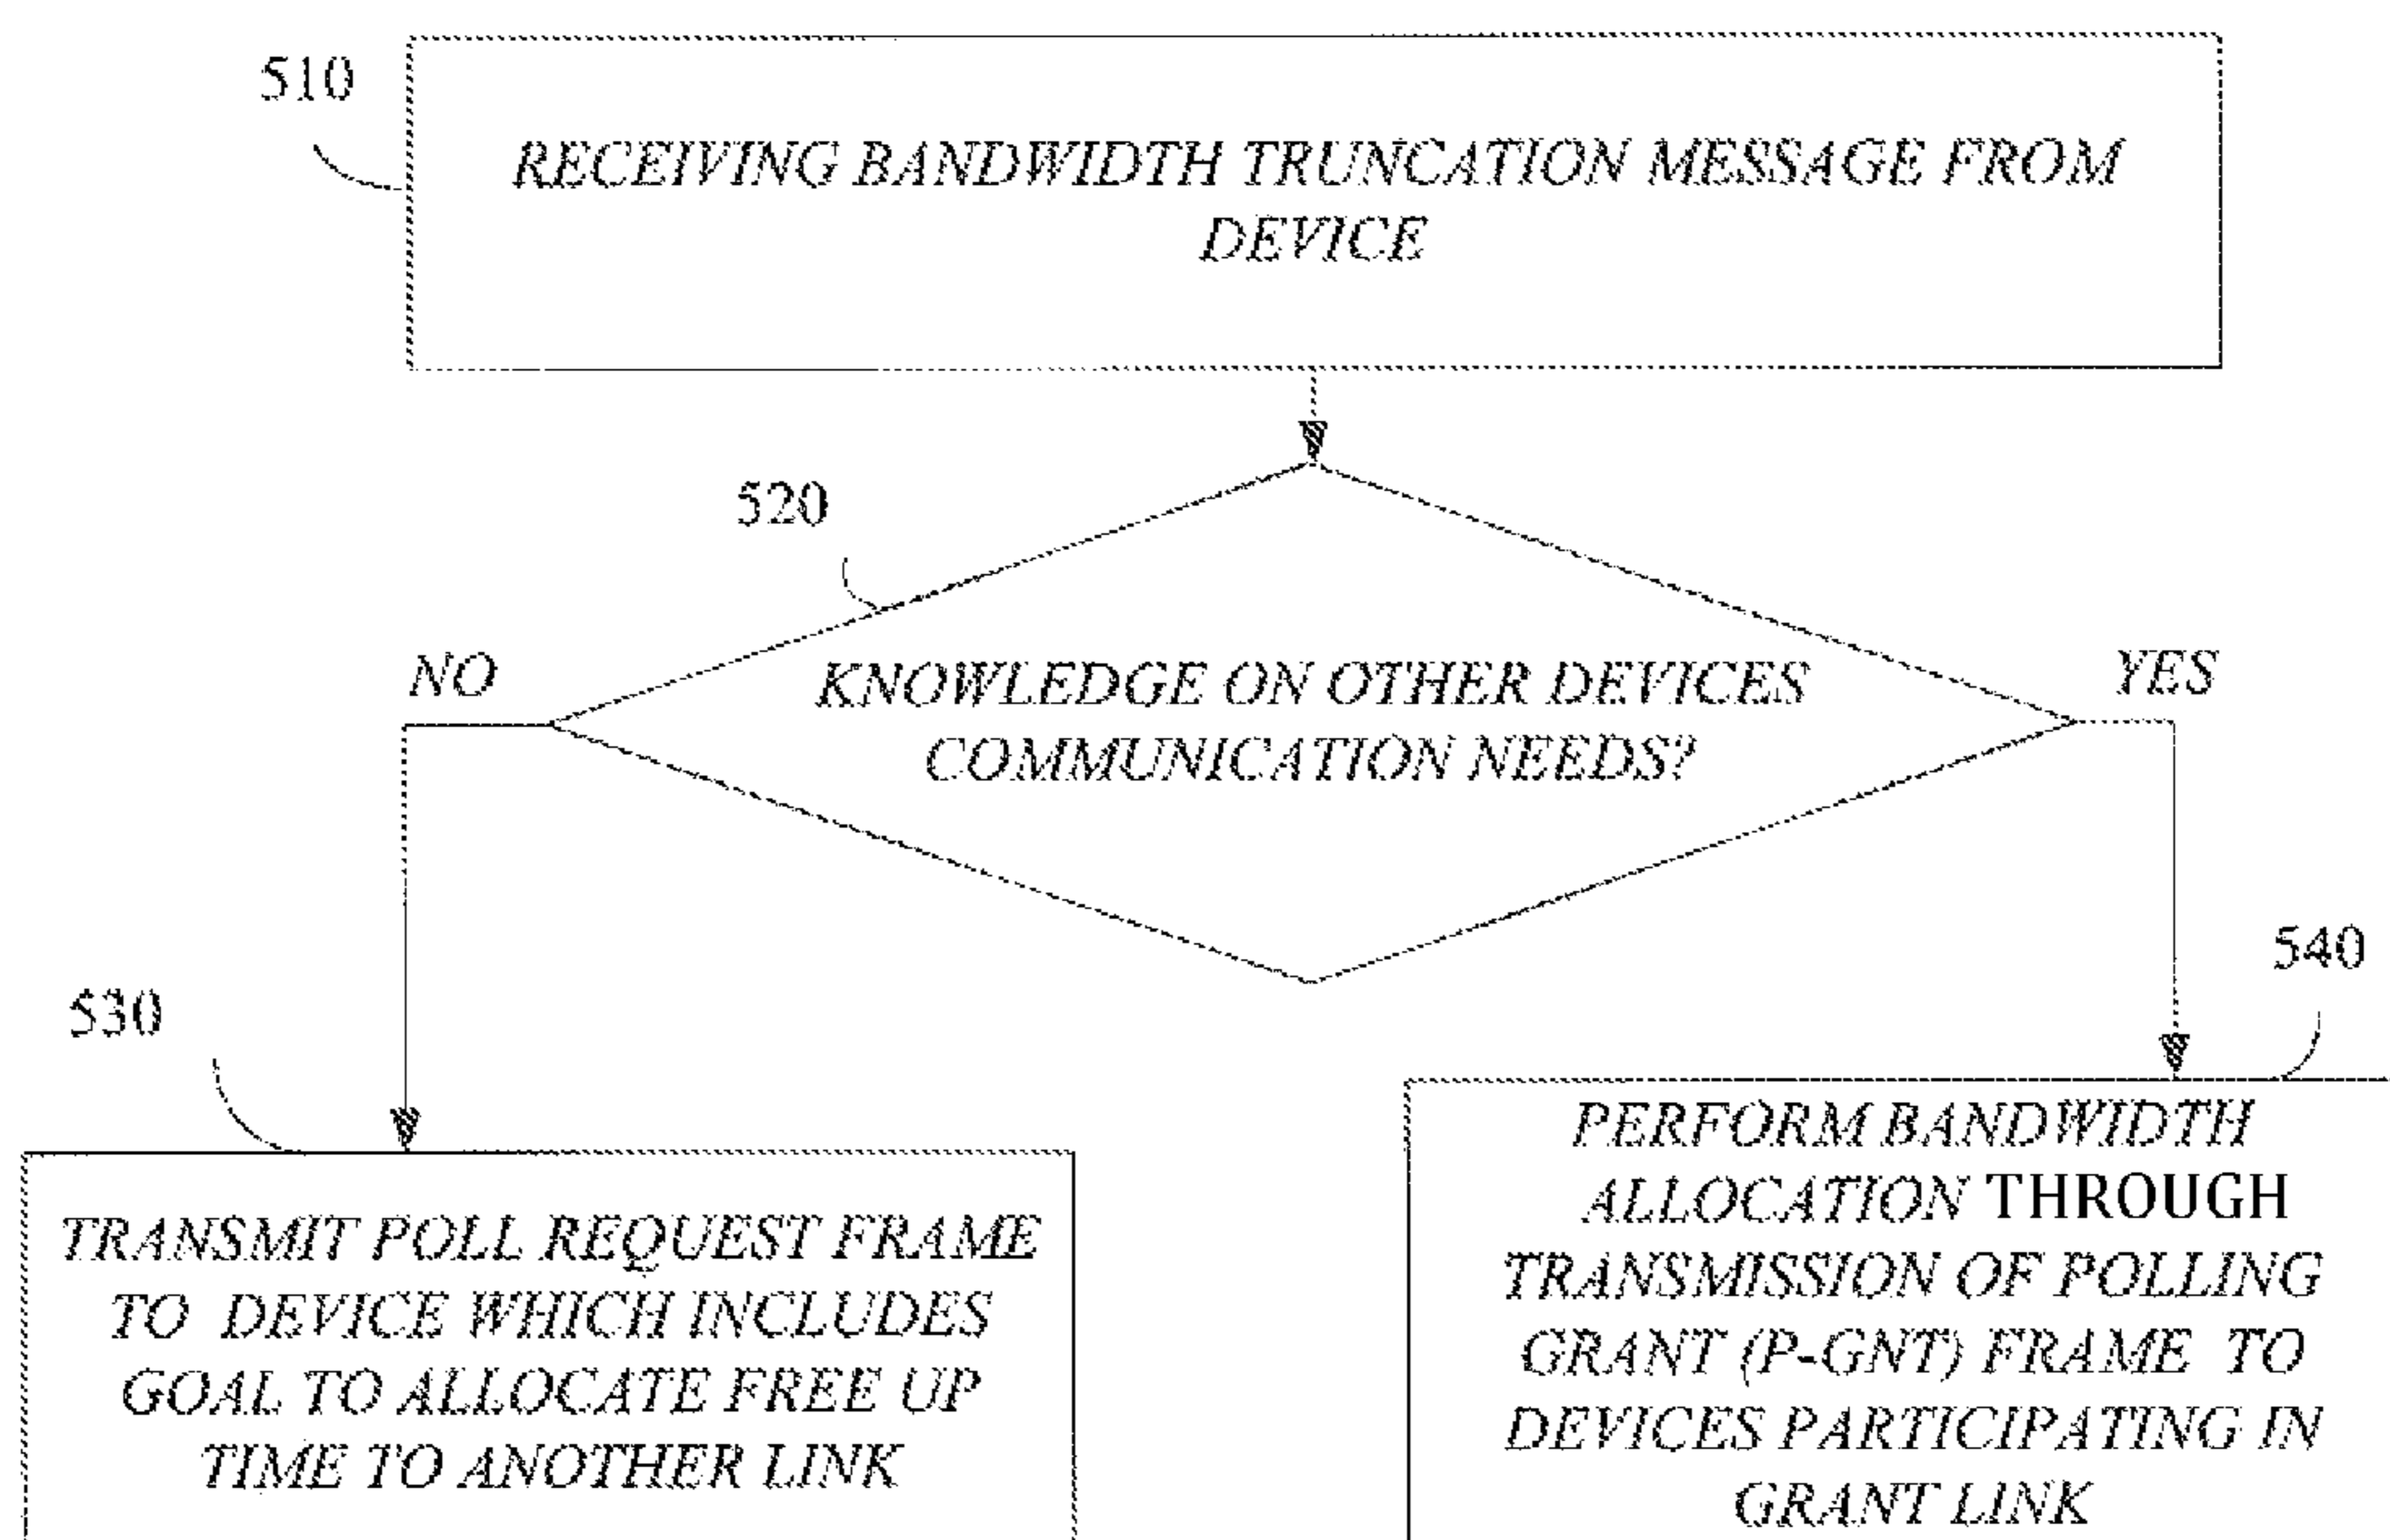 510
RECEIVING BANDWIDTH TRUNCATION MESSAGE FROM
DEVICE
520
NO
KNOWLEDGE ON OTHER DEVICES
COMMUNICATION NEEDS?
YES
530
TRANSMIT POLL REQUEST FRAME
TO DEVICE WHICH INCLUDES
GOAL TO ALLOCATE FREE UP
TIME TO ANOTHER LINK
540
PERFORM BANDWIDTH
ALLOCATION THROUGH
TRANSMISSION OF POLLING
GRANT (P-GNT) FRAME TO
DEVICES PARTICIPATING IN
GRANT LINK